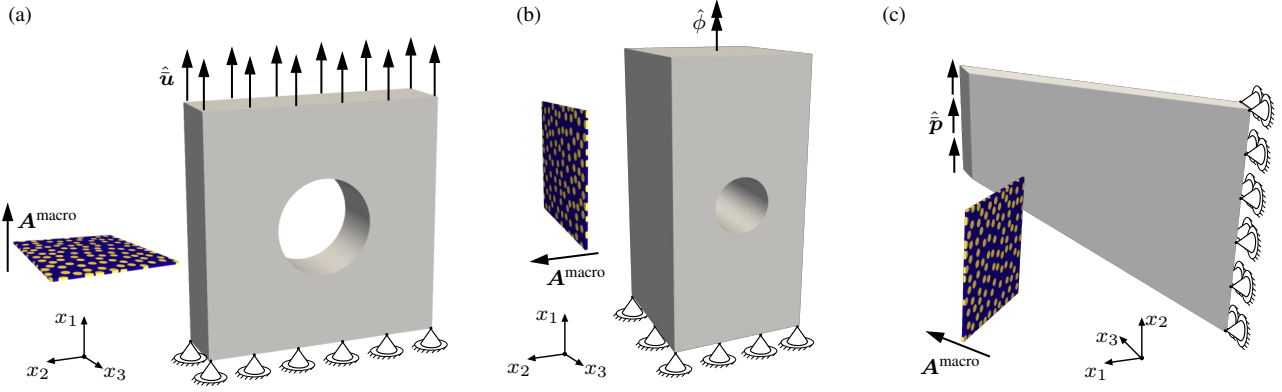 (a)
û̄
A^macro
x₁
x₂
x₃
(b)
ϕ̂
A^macro
x₁
x₂
x₃
(c)
p̂̄
A^macro
x₂
x₃
x₁